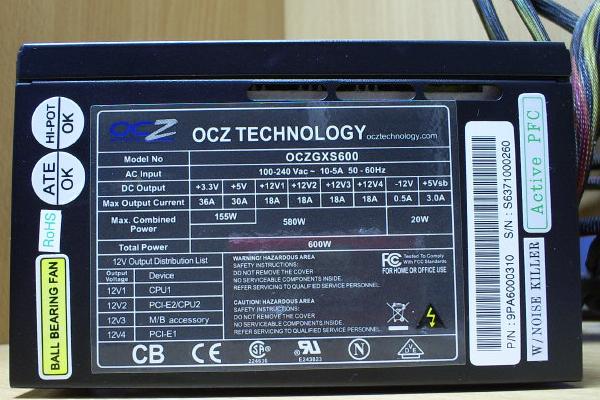 HI-POT OK
ATE OK
RoHS
BALL BEARING FAN
OCZ OCZ TECHNOLOGY ocztechnology.com
Model No OCZGXS600
AC Input 100-240 Vac ~ 10-5A 50 - 60Hz
DC Output +3.3V +5V +12V1 +12V2 +12V3 +12V4 -12V +5Vsb
Max Output Current 36A 30A 18A 18A 18A 18A 0.5A 3.0A
Max. Combined Power 155W 580W 20W
Total Power 600W
12V Output Distribution List
Output Voltage Device
12V1 CPU1
12V2 PCI-E2/CPU2
12V3 M/B accessory
12V4 PCI-E1
WARNING! HAZARDOUS AREA
SAFETY INSTRUCTIONS:
DO NOT REMOVE THE COVER
NO SERVICEABLE COMPONENTS INSIDE.
REFER SERVICING TO QUALIFIED SERVICE PERSONNEL.
CAUTION! HAZARDOUS AREA
SAFETY INSTRUCTIONS:
DO NOT REMOVE THE COVER
NO SERVICEABLE COMPONENTS INSIDE.
REFER SERVICING TO QUALIFIED SERVICE PERSONNEL.
FC Tested To Comply
With FCC Standards
FOR HOME OR OFFICE USE
CB CE SA UR N
224636 E243823
P/N : 9PA6000310 S/N : S6371000260
Active PFC
W/NOISE KILLER